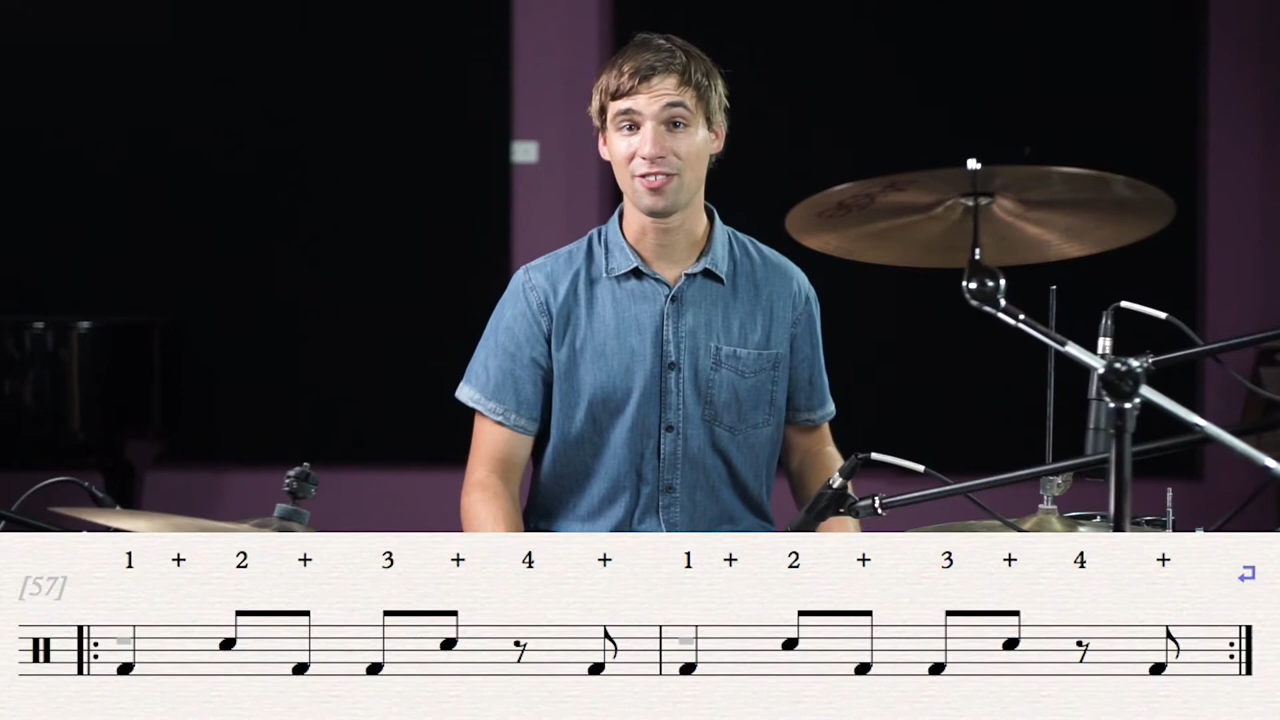 1 + 2 + 3 + 4 + 1 + 2 + 3 + 4 +
[57]